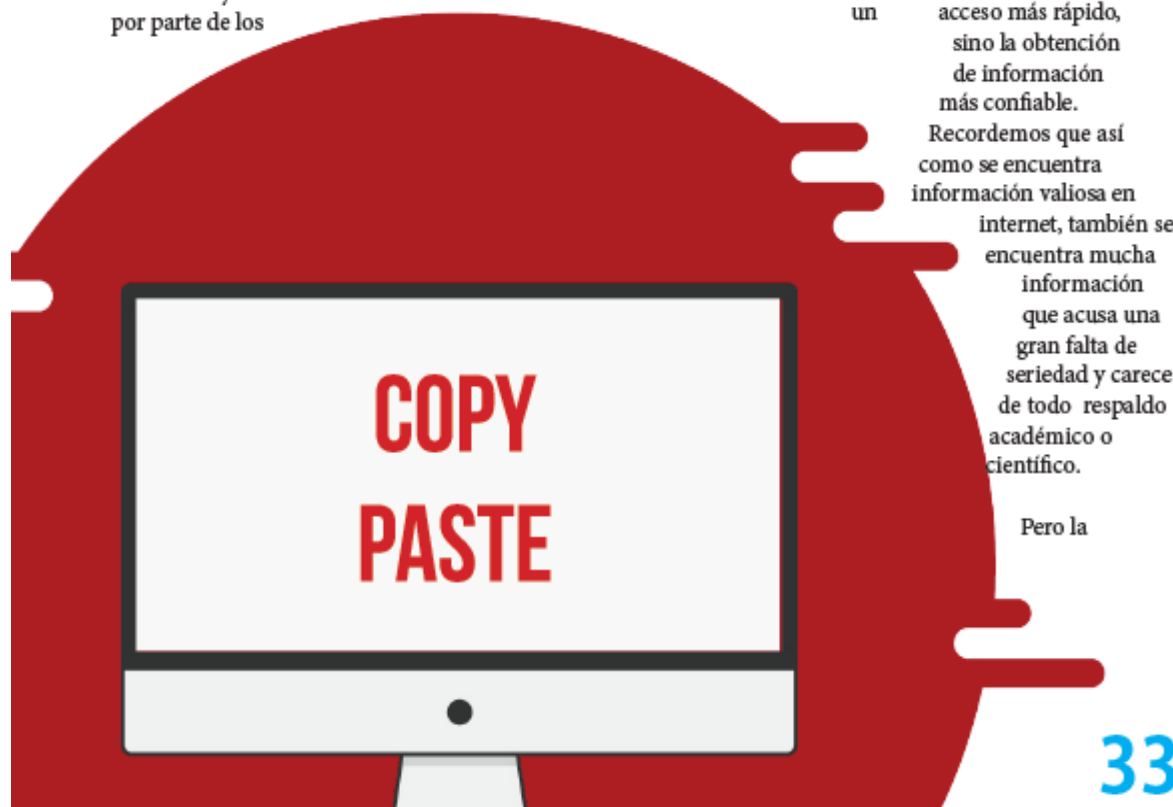 por parte de los
COPY
PASTE
un acceso más rápido,
sino la obtención
de información
más confiable.
Recordemos que así
como se encuentra
información valiosa en
internet, también se
encuentra mucha
información
que acusa una
gran falta de
seriedad y carece
de todo respaldo
académico o
científico.
Pero la
33